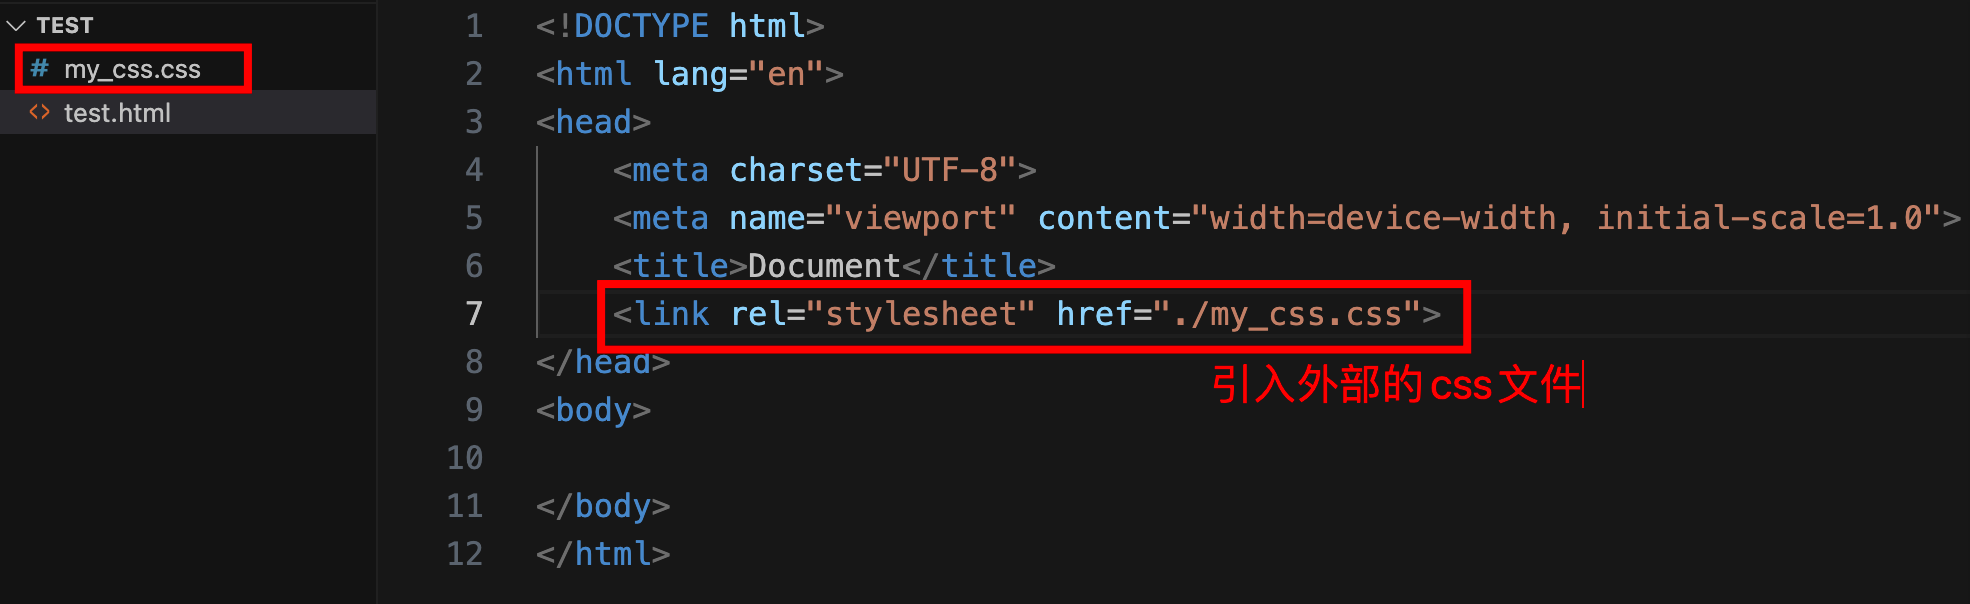 TEST
# my_css.css
<> test.html
1 <!DOCTYPE html>
2 <html lang="en">
3 <head>
4     <meta charset="UTF-8">
5     <meta name="viewport" content="width=device-width, initial-scale=1.0">
6     <title>Document</title>
7     <link rel="stylesheet" href="./my_css.css">
8 </head>
引入外部的css文件
9 <body>
10
11 </body>
12 </html>